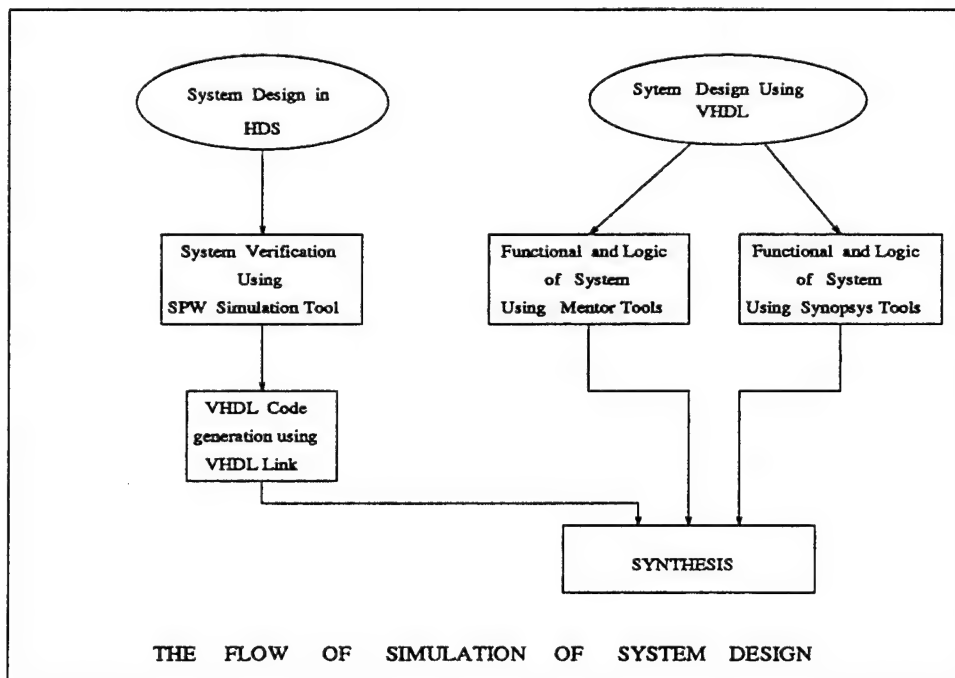 System Design in
HDS
Sytem Design Using
VHDL
System Verification
Using
SPW Simulation Tool
Functional and Logic
of System
Using Mentor Tools
Functional and Logic
of System
Using Synopsys Tools
VHDL Code
generation using
VHDL Link
SYNTHESIS
THE FLOW OF SIMULATION OF SYSTEM DESIGN